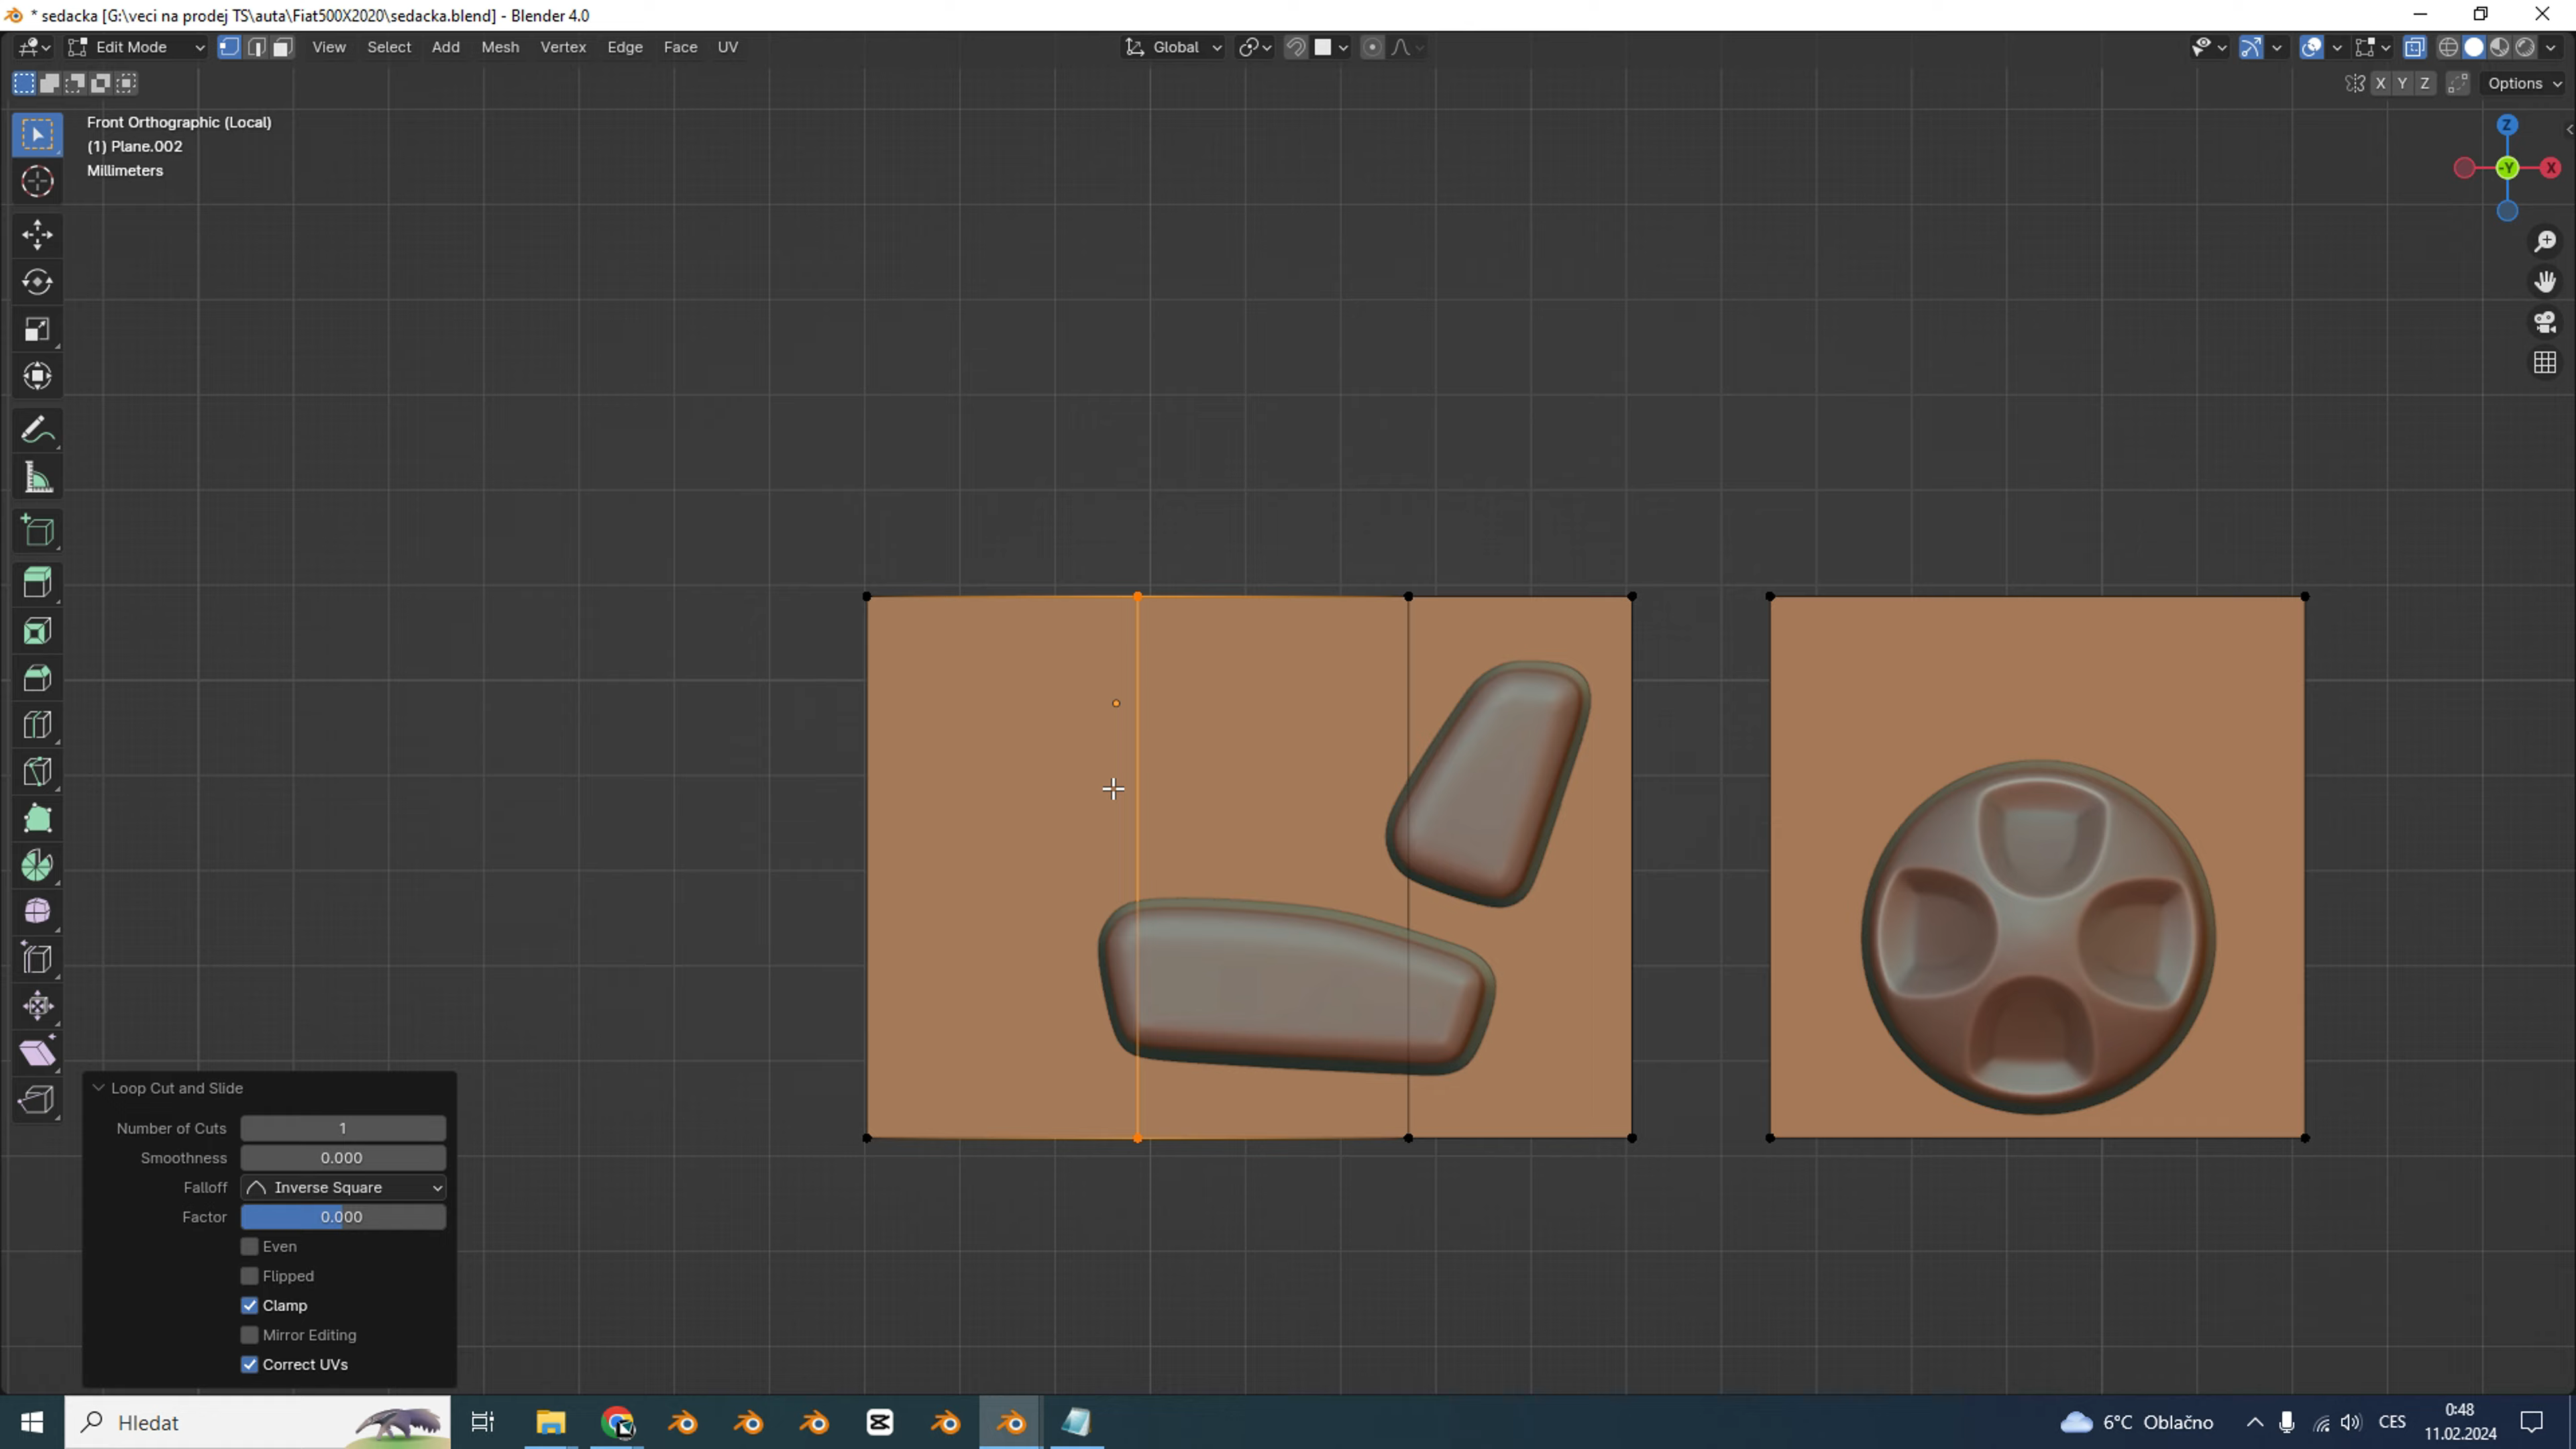 * sedacka [G:\veci na prodej TS\auta\Fiat500X2020\sedacka.blend] - Blender 4.0
Edit Mode View Select Add Mesh Vertex Edge Face UV Global
X Y Z Options
Front Orthographic (Local)
(1) Plane.002
Millimeters
Z
-Y X
Loop Cut and Slide
Number of Cuts 1
Smoothness 0.000
Falloff Inverse Square
Factor 0.000
Even
Flipped
Clamp
Mirror Editing
Correct UVs
Hledat
6°C Oblačno
CES
0:48
11.02.2024